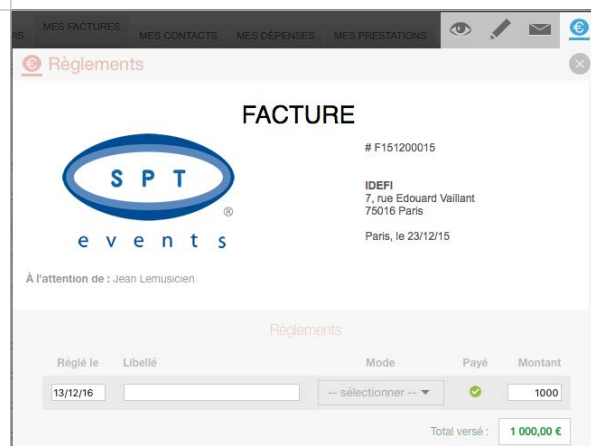 IS MES FACTURES MES CONTACTS MES DÉPENSES MES PRESTATIONS
€ Règlements
FACTURE
# F151200015
S P T
®
events
IDEFI
7, rue Edouard Vaillant
75016 Paris
Paris, le 23/12/15
À l'attention de : Jean Lemusicien
Règlements
Réglé le Libellé Mode Payé Montant
13/12/16 -- sélectionner -- 1000
Total versé : 1 000,00 €